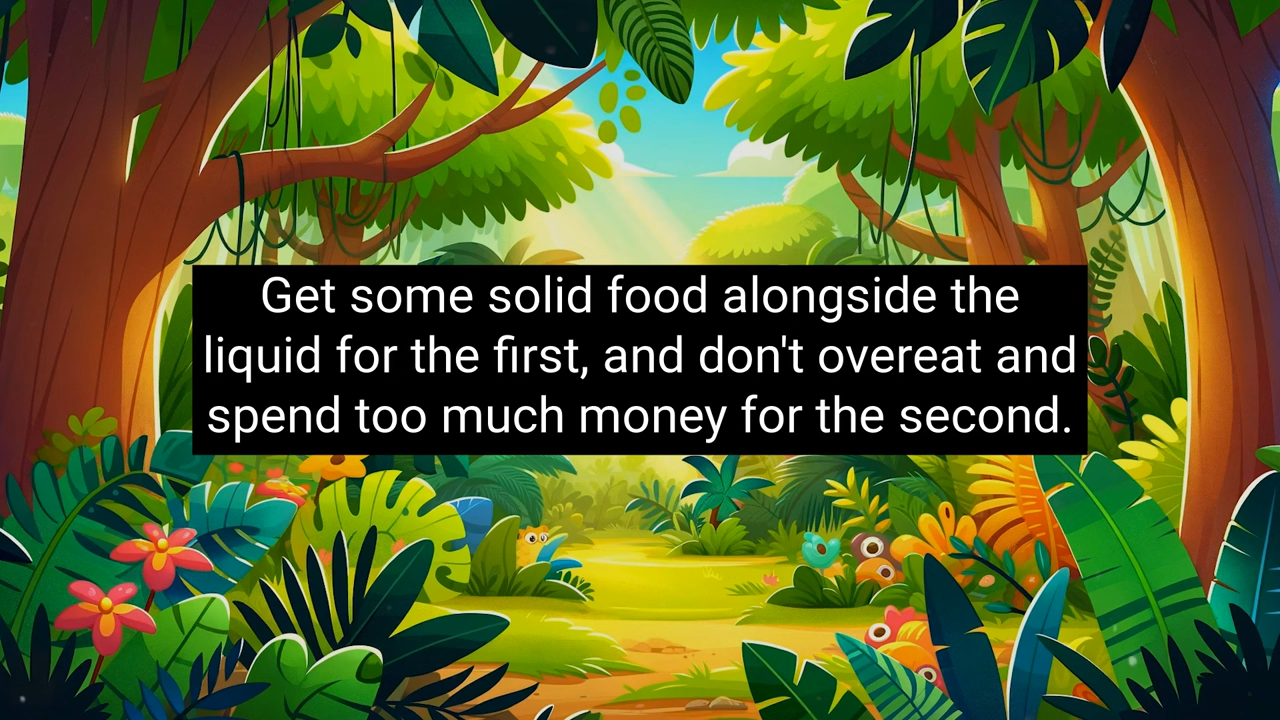 Get some solid food alongside the
liquid for the first, and don't overeat and
spend too much money for the second.